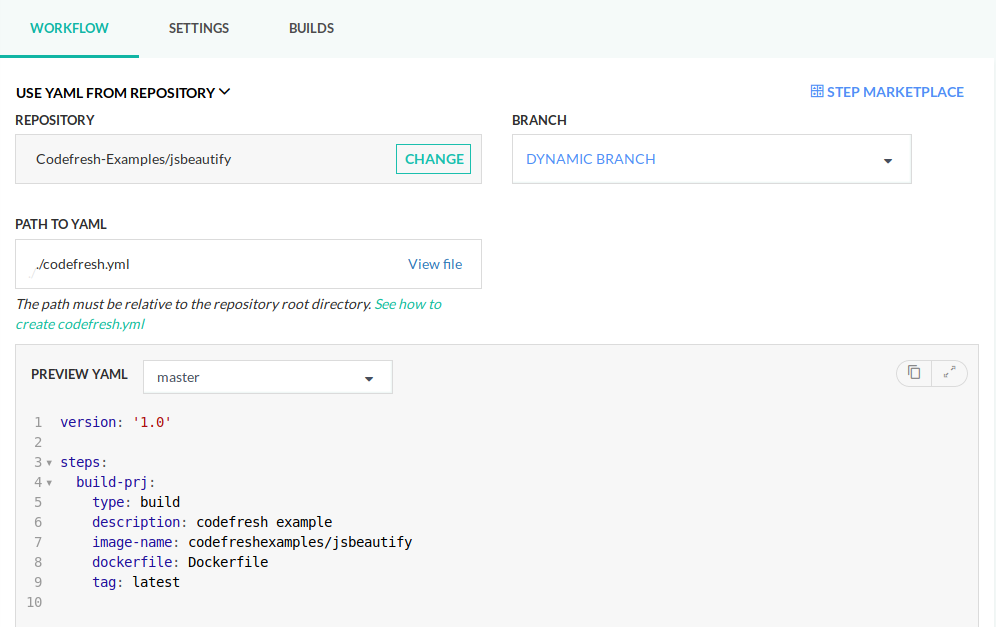 WORKFLOW SETTINGS BUILDS
USE YAML FROM REPOSITORY STEP MARKETPLACE
REPOSITORY BRANCH
Codefresh-Examples/jsbeautify CHANGE DYNAMIC BRANCH
PATH TO YAML
./codefresh.yml View file
The path must be relative to the repository root directory. See how to
create codefresh.yml
PREVIEW YAML master
1 version: '1.0'
2
3 steps:
4 build-prj:
5 type: build
6 description: codefresh example
7 image-name: codefreshexamples/jsbeautify
8 dockerfile: Dockerfile
9 tag: latest
10